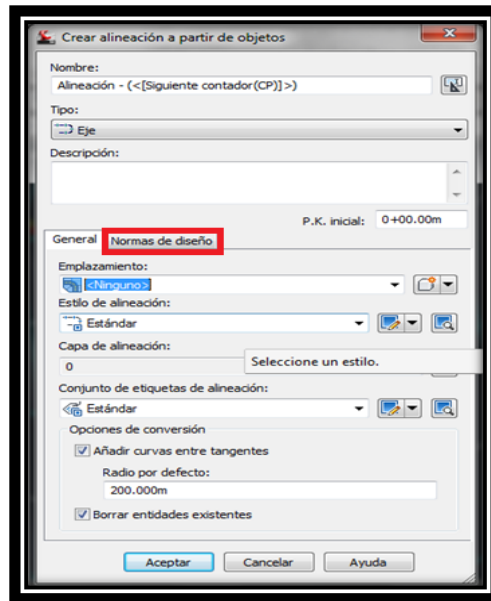 Crear alineación a partir de objetos
Nombre:
Alineación - (<[Siguiente contador(CP)]>)
Tipo:
Eje
Descripción:
P.K. inicial: 0+00.00m
General Normas de diseño
Emplazamiento:
<Ninguno>
Estilo de alineación:
Estándar
Capa de alineación:
0
Seleccione un estilo.
Conjunto de etiquetas de alineación:
Estándar
Opciones de conversión
Añadir curvas entre tangentes
Radio por defecto:
200.000m
Borrar entidades existentes
Aceptar Cancelar Ayuda